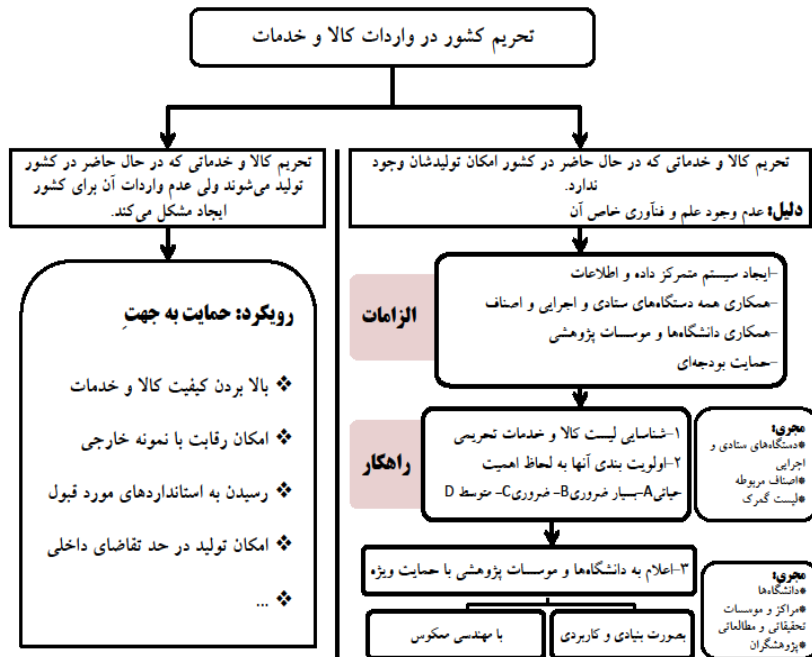 تحریم کشور در واردات کالا و خدمات
تحریم کالا و خدماتی که در حال حاضر در کشور امکان تولیدشان وجود
ندارد.
دلیل: عدم وجود علم و فنآوری خاص آن
-ایجاد سیستم متمرکز داده و اطلاعات
-همکاری همه دستگاه‌های ستادی و اجرایی و اصناف
-همکاری دانشگاه‌ها و موسسات پژوهشی
-حمایت بودجه‌ای
الزامات
۱-شناسایی لیست کالا و خدمات تحریمی
۲-اولویت بندی آنها به لحاظ اهمیت
حیاتیA-بسیار ضروریB- ضروریC- متوسط D
راهکار
مجری:
*دستگاه‌های ستادی و
اجرایی
*اصناف مربوطه
*لیست گمرک
۳-اعلام به دانشگاه‌ها و موسسات پژوهشی با حمایت ویژه
مجری:
*دانشگاه‌ها
*مراکز و موسسات
تحقیقاتی و مطالعاتی
*پژوهشگران
بصورت بنیادی و کاربردی
با مهندسی معکوس
تحریم کالا و خدماتی که در حال حاضر در کشور
تولید می‌شوند ولی عدم واردات آن برای کشور
ایجاد مشکل می‌کند.
رویکرد: حمایت به جهتِ
❖ بالا بردن کیفیت کالا و خدمات
❖ امکان رقابت با نمونه خارجی
❖ رسیدن به استانداردهای مورد قبول
❖ امکان تولید در حد تقاضای داخلی
❖ ...